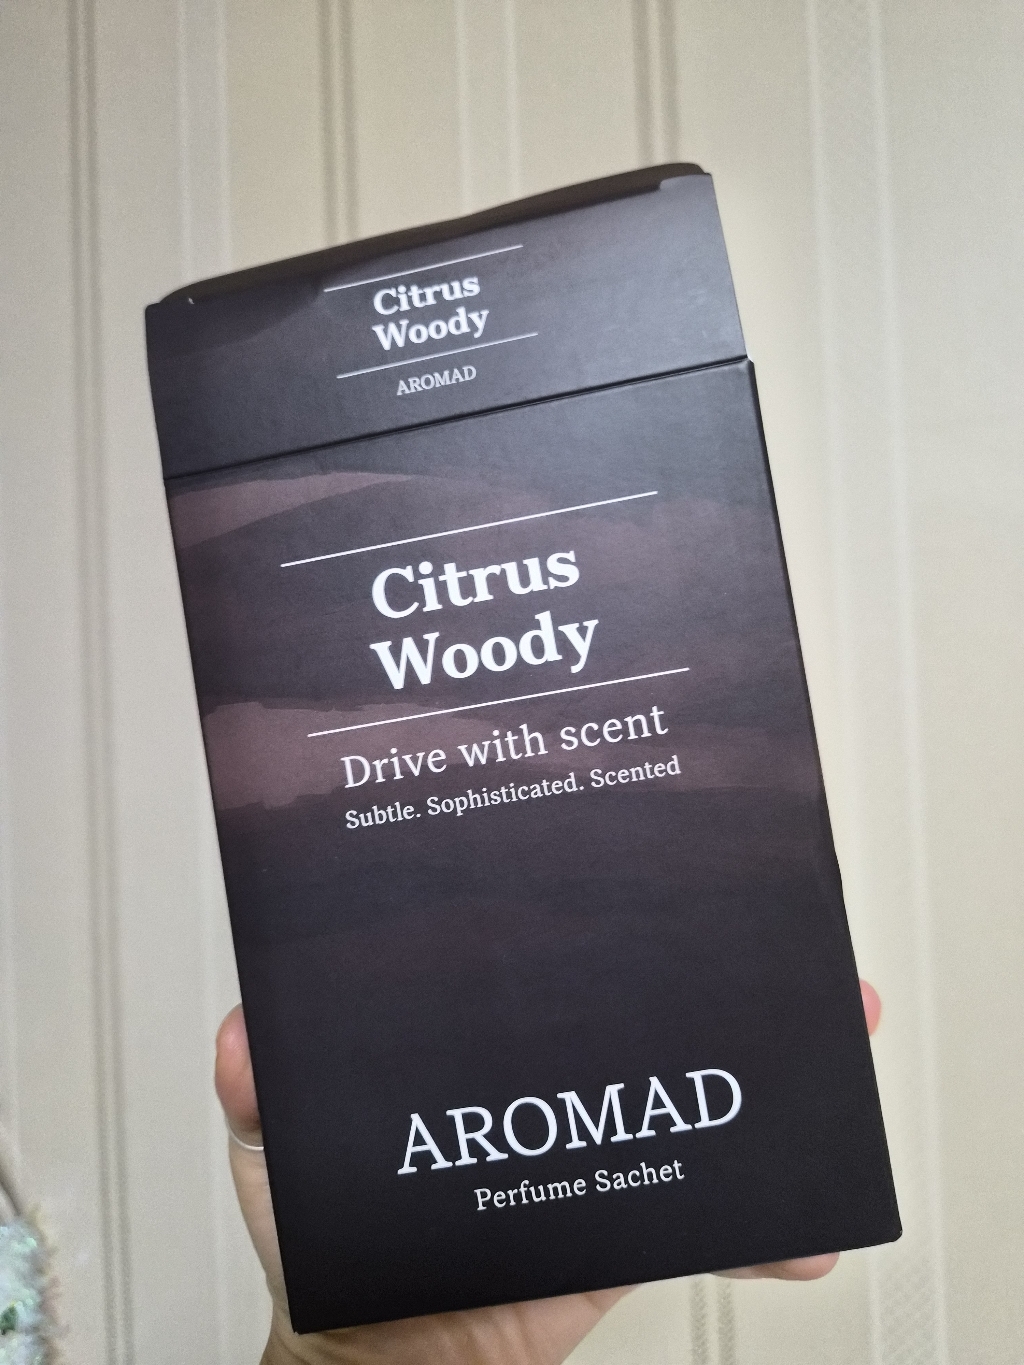 Citrus
Woody
AROMAD
Citrus
Woody
Drive with scent
Subtle. Sophisticated. Scented
AROMAD
Perfume Sachet